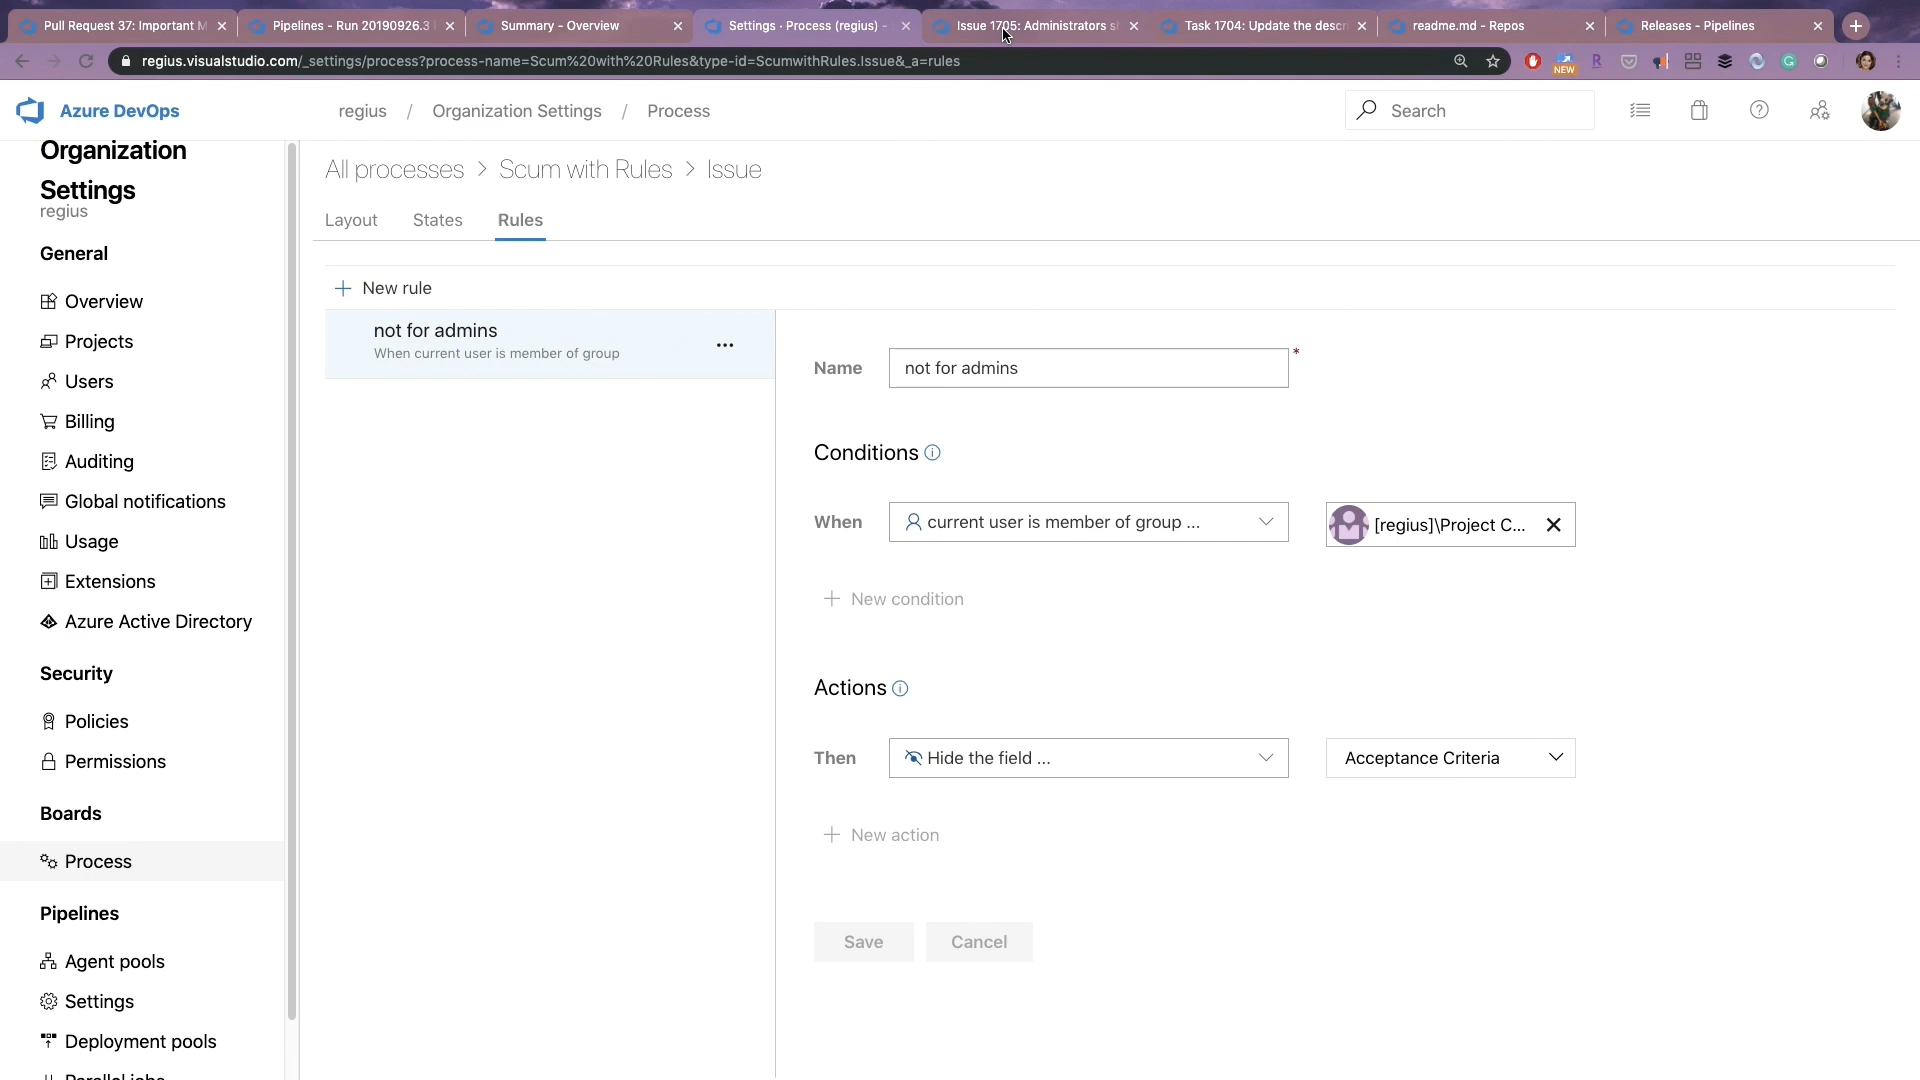 Pull Request 37: Important M
Pipelines - Run 20190926.3
Summary - Overview
Settings · Process (regius) -
Issue 1705: Administrators s
Task 1704: Update the descr
readme.md - Repos
Releases - Pipelines
regius.visualstudio.com/_settings/process?process-name=Scum%20with%20Rules&type-id=ScumwithRules.Issue&_a=rules
NEW
Azure DevOps
regius / Organization Settings / Process
Search
Organization
Settings
regius
General
Overview
Projects
Users
Billing
Auditing
Global notifications
Usage
Extensions
Azure Active Directory
Security
Policies
Permissions
Boards
Process
Pipelines
Agent pools
Settings
Deployment pools
Parallel jobs
All processes > Scum with Rules > Issue
Layout States Rules
New rule
not for admins
When current user is member of group
Name not for admins *
Conditions
When current user is member of group ... [regius]\Project C...
New condition
Actions
Then Hide the field ... Acceptance Criteria
New action
Save Cancel